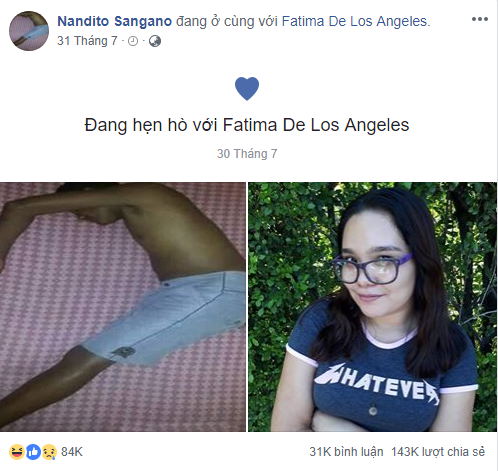 Nandito Sangano đang ở cùng với Fatima De Los Angeles.
31 Tháng 7
Đang hẹn hò với Fatima De Los Angeles
30 Tháng 7
WHATEVER
84K
31K bình luận 143K lượt chia sẻ